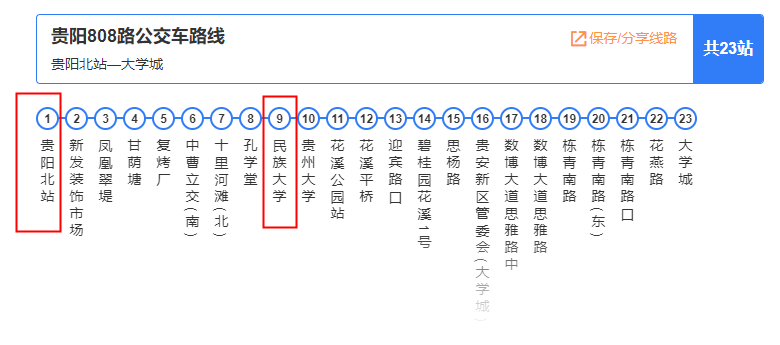 贵阳808路公交车路线
保存/分享线路
共23站
贵阳北站—大学城
1
贵阳北站
2
新发装饰市场
3
凤凰翠堤
4
甘荫塘
5
复烤厂
6
中曹立交(南)
7
十里河滩(北)
8
孔学堂
9
民族大学
10
贵州大学
11
花溪公园站
12
花溪平桥
13
迎宾路口
14
碧桂园花溪1号
15
思杨路
16
贵安新区管委会(大学城)
17
数博大道思雅路中
18
数博大道思雅路
19
栋青南路
20
栋青南路(东)
21
栋青南路口
22
花燕路
23
大学城